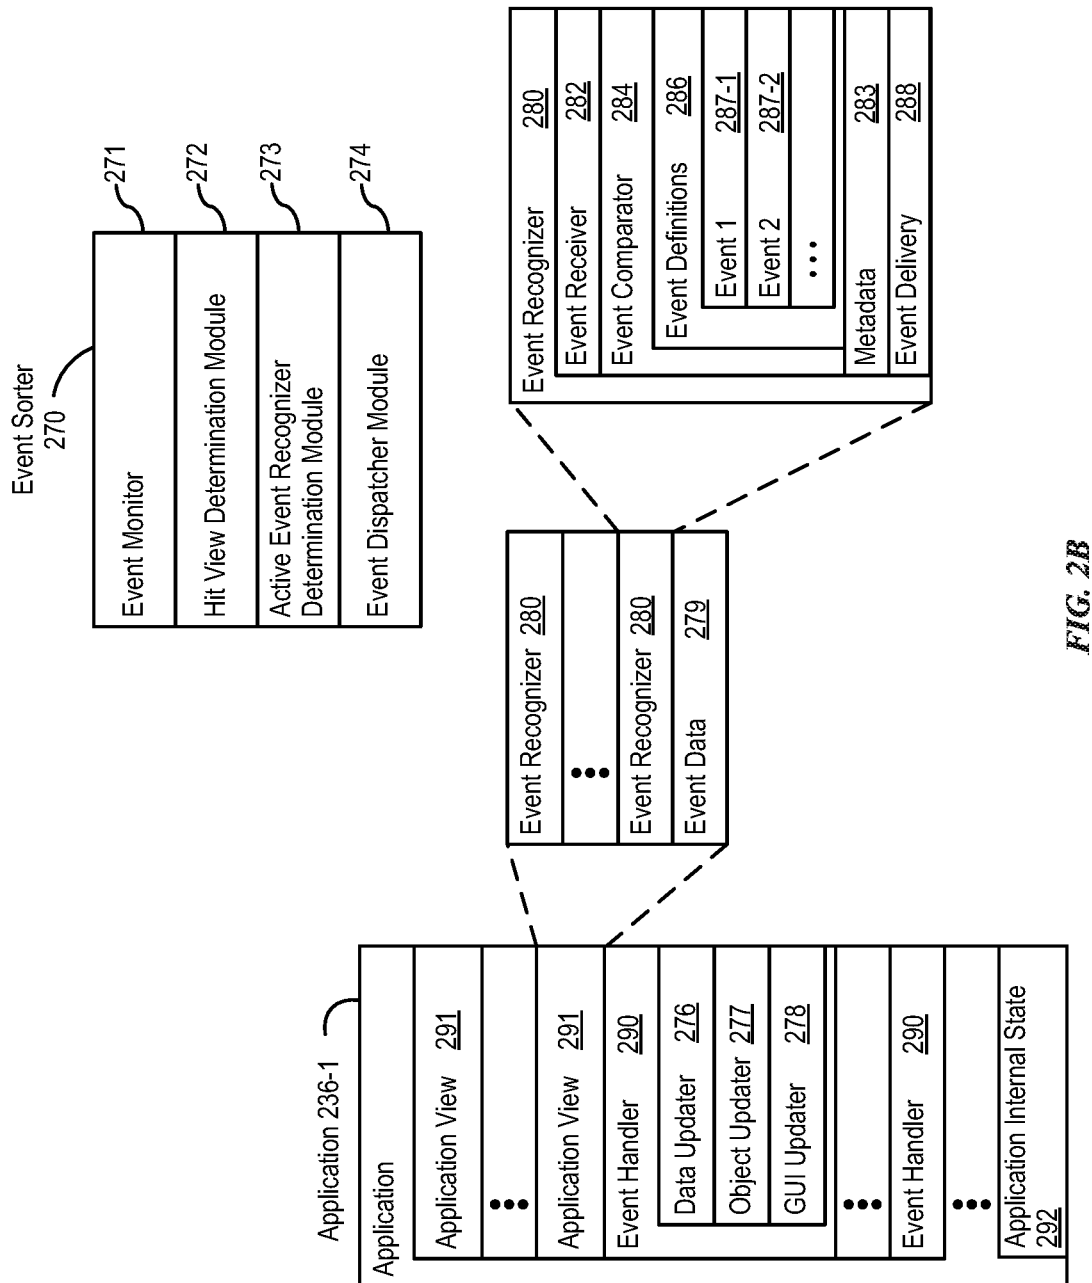 Event Sorter
270
Event Monitor
271
Hit View Determination Module
272
Active Event Recognizer
Determination Module
273
Event Dispatcher Module
274
Application 236-1
Application
Application View 291
•••
Application View 291
Event Handler 290
Data Updater 276
Object Updater 277
GUI Updater 278
•••
Event Handler 290
•••
Application Internal State
292
Event Recognizer 280
•••
Event Recognizer 280
Event Data 279
Event Recognizer 280
Event Receiver 282
Event Comparator 284
Event Definitions 286
Event 1 287-1
Event 2 287-2
•••
Metadata 283
Event Delivery 288
FIG. 2B